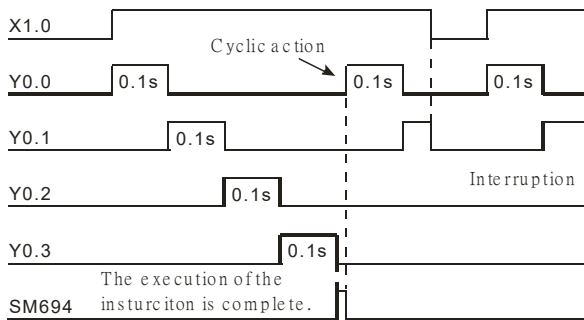 X1.0
Cyclic action
Y0.0
0.1s
0.1s
0.1s
Y0.1
0.1s
Interruption
Y0.2
0.1s
Y0.3
0.1s
The execution of the
insturciton is complete.
SM694